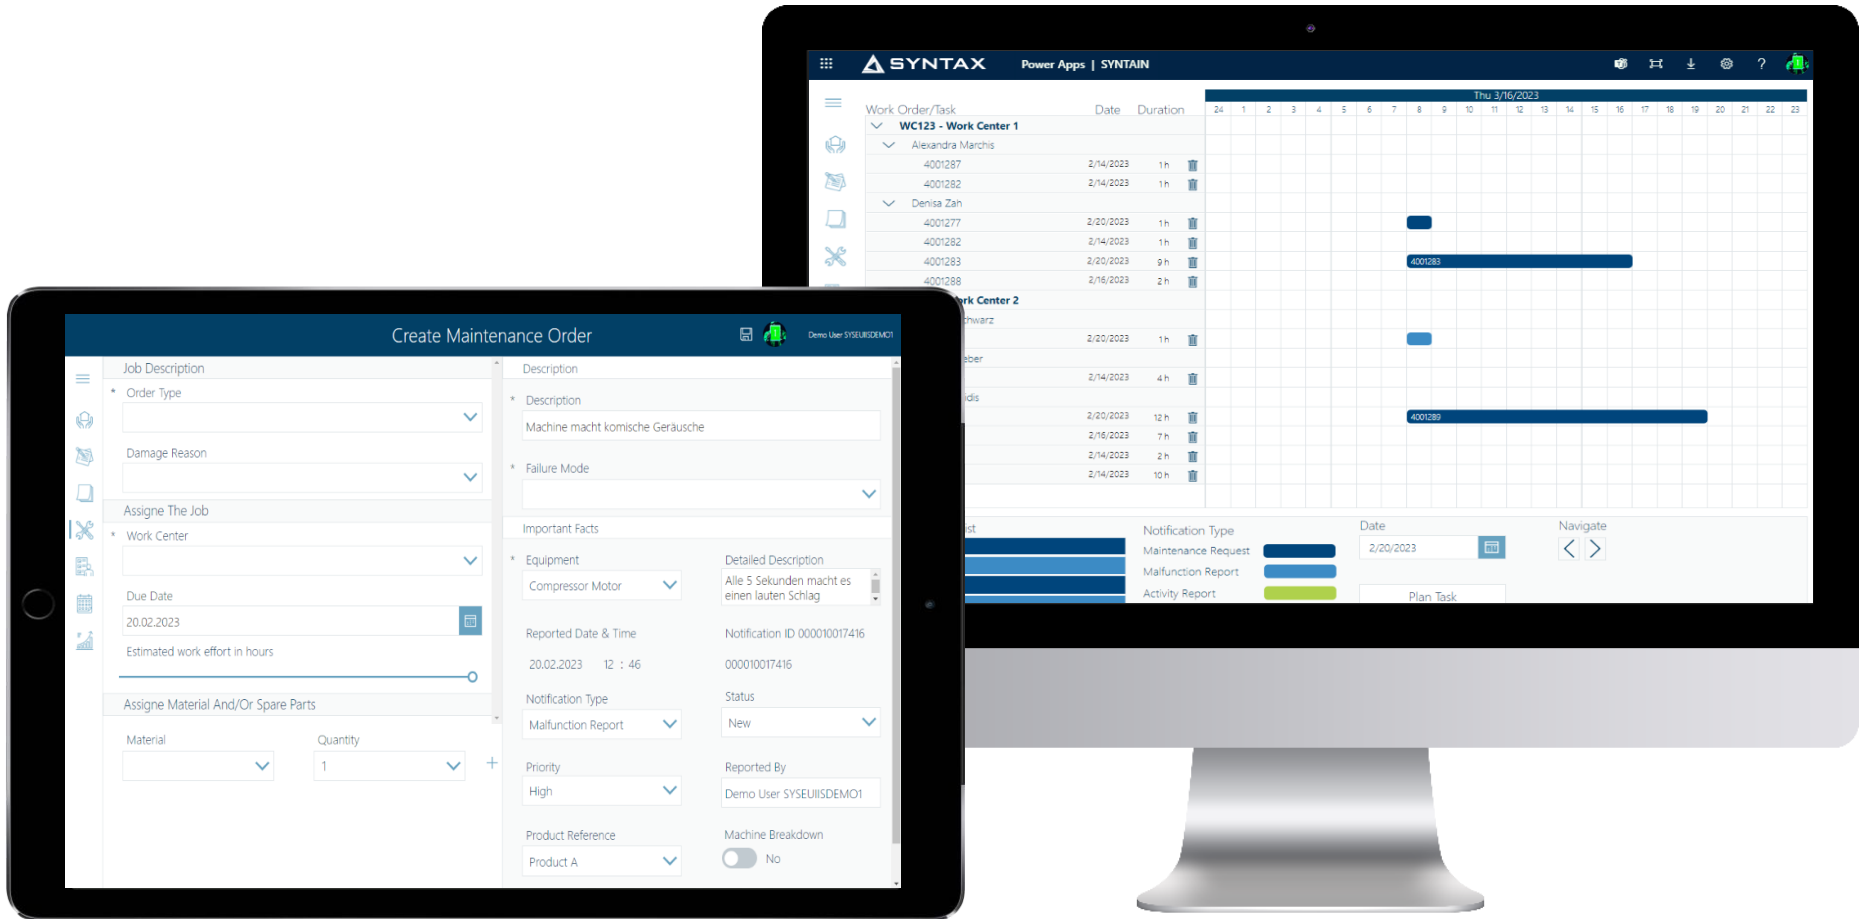 SYNTAX
Power Apps | SYNTAIN
?
Thu 3/16/2023
Work Order/Task Date Duration
24 1 2 3 4 5 6 7 8 9 10 11 12 13 14 15 16 17 18 19 20 21 22 23
WC123 - Work Center 1
Alexandra Marchis
4001287 2/14/2023 1 h
4001282 2/14/2023 1 h
Denisa Zah
4001277 2/20/2023 1 h
4001282 2/14/2023 1 h
4001283 2/20/2023 9 h 4001283
4001288 2/16/2023 2 h
ork Center 2
chwarz
2/20/2023 1 h
eber
2/14/2023 4 h
dis
2/20/2023 12 h 4001289
2/16/2023 7 h
2/14/2023 2 h
2/14/2023 10 h
ist
Notification Type
Maintenance Request
Malfunction Report
Activity Report
Date
2/20/2023
Plan Task
Navigate
Create Maintenance Order
Demo User SYSEUIISDEMO1
Job Description
* Order Type
Damage Reason
Assigne The Job
* Work Center
Due Date
20.02.2023
Estimated work effort in hours
Assigne Material And/Or Spare Parts
Material Quantity
1 +
Description
* Description
Machine macht komische Geräusche
* Failure Mode
Important Facts
* Equipment
Compressor Motor
Detailed Description
Alle 5 Sekunden macht es
einen lauten Schlag
Reported Date & Time
20.02.2023 12 : 46
Notification ID 000010017416
000010017416
Notification Type
Malfunction Report
Status
New
Priority
High
Reported By
Demo User SYSEUIISDEMO1
Product Reference
Product A
Machine Breakdown
No